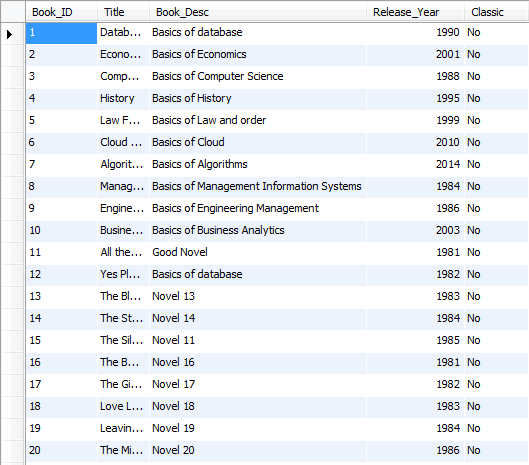 Book_ID Title Book_Desc Release_Year Classic
1 Datab... Basics of database 1990 No
2 Econo... Basics of Economics 2001 No
3 Comp... Basics of Computer Science 1988 No
4 History Basics of History 1995 No
5 Law F... Basics of Law and order 1999 No
6 Cloud ... Basics of Cloud 2010 No
7 Algorit... Basics of Algorithms 2014 No
8 Manag... Basics of Management Information Systems 1984 No
9 Engine... Basics of Engineering Management 1986 No
10 Busine... Basics of Business Analytics 2003 No
11 All the... Good Novel 1981 No
12 Yes Pl... Basics of database 1982 No
13 The Bl... Novel 13 1983 No
14 The St... Novel 14 1984 No
15 The Sil... Novel 11 1985 No
16 The B... Novel 16 1981 No
17 The Gi... Novel 17 1982 No
18 Love L... Novel 18 1983 No
19 Leavin... Novel 19 1984 No
20 The Mi... Novel 20 1986 No